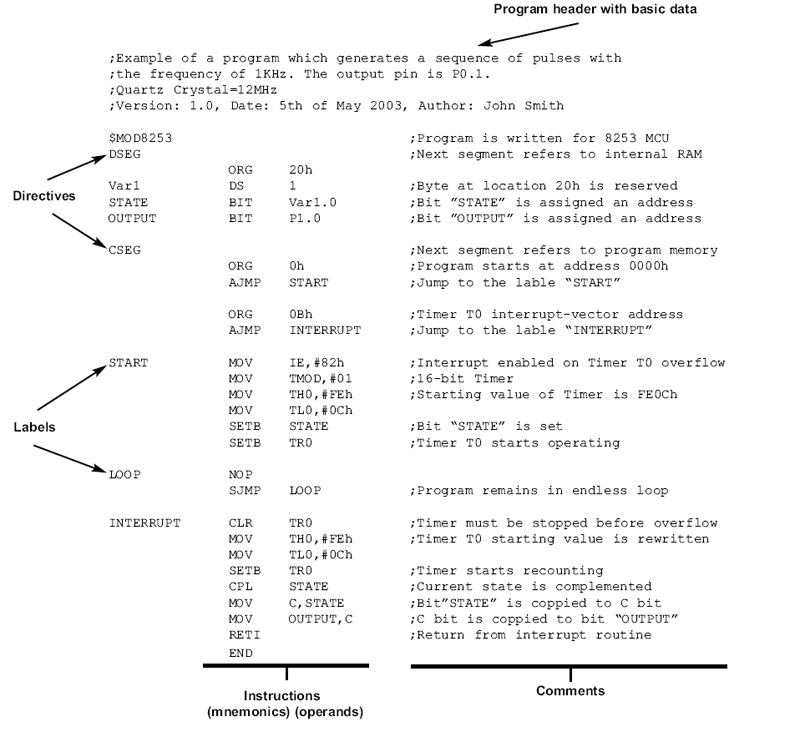 Program header with basic data
;Example of a program which generates a sequence of pulses with
;the frequency of 1KHz. The output pin is P0.1.
;Quartz Crystal=12MHz
;Version: 1.0, Date: 5th of May 2003, Author: John Smith
$MOD8253 ;Program is written for 8253 MCU
DSEG ;Next segment refers to internal RAM
ORG 20h
Directives
Var1 DS 1 ;Byte at location 20h is reserved
STATE BIT Var1.0 ;Bit "STATE" is assigned an address
OUTPUT BIT P1.0 ;Bit "OUTPUT" is assigned an address
CSEG ;Next segment refers to program memory
ORG 0h ;Program starts at address 0000h
AJMP START ;Jump to the lable "START"
ORG 0Bh ;Timer T0 interrupt-vector address
AJMP INTERRUPT ;Jump to the lable "INTERRUPT"
START MOV IE,#82h ;Interrupt enabled on Timer T0 overflow
MOV TMOD,#01 ;16-bit Timer
MOV TH0,#FEh ;Starting value of Timer is FE0Ch
MOV TL0,#0Ch
Labels
SETB STATE ;Bit "STATE" is set
SETB TR0 ;Timer T0 starts operating
LOOP NOP
SJMP LOOP ;Program remains in endless loop
INTERRUPT CLR TR0 ;Timer must be stopped before overflow
MOV TH0,#FEh ;Timer T0 starting value is rewritten
MOV TL0,#0Ch
SETB TR0 ;Timer starts recounting
CPL STATE ;Current state is complemented
MOV C,STATE ;Bit"STATE" is coppied to C bit
MOV OUTPUT,C ;C bit is coppied to bit "OUTPUT"
RETI ;Return from interrupt routine
END
Instructions
(mnemonics) (operands)
Comments